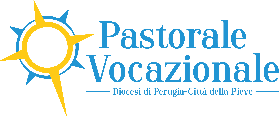 Pastorale
Vocazionale
Diocesi di Perugia-Città della Pieve